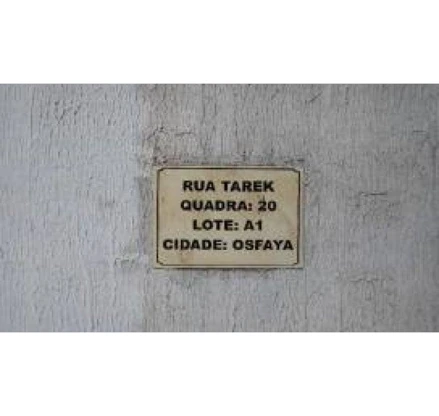 RUA TAREK
QUADRA: 20
LOTE: A1
CIDADE: OSFAYA